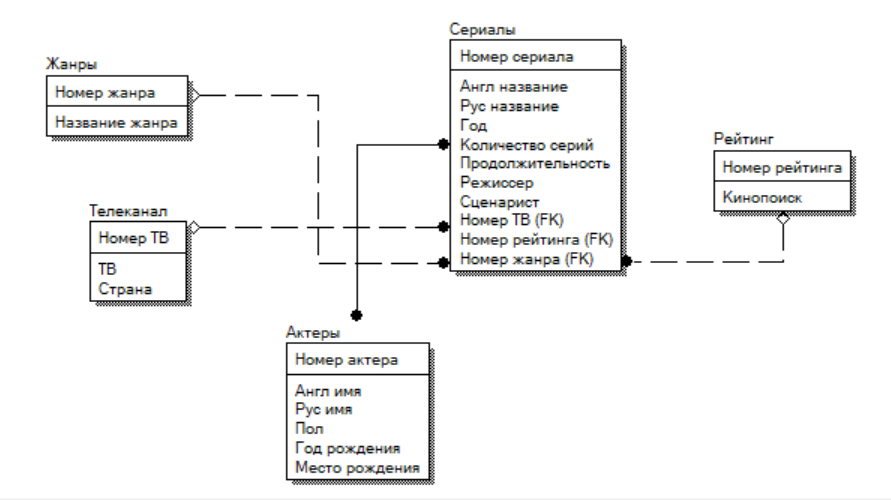 Сериалы
Номер сериала
Англ название
Рус название
Год
Количество серий
Продолжительность
Режиссер
Сценарист
Номер ТВ (FK)
Номер рейтинга (FK)
Номер жанра (FK)
Жанры
Номер жанра
Название жанра
Рейтинг
Номер рейтинга
Кинопоиск
Телеканал
Номер ТВ
ТВ
Страна
Актеры
Номер актера
Англ имя
Рус имя
Пол
Год рождения
Место рождения